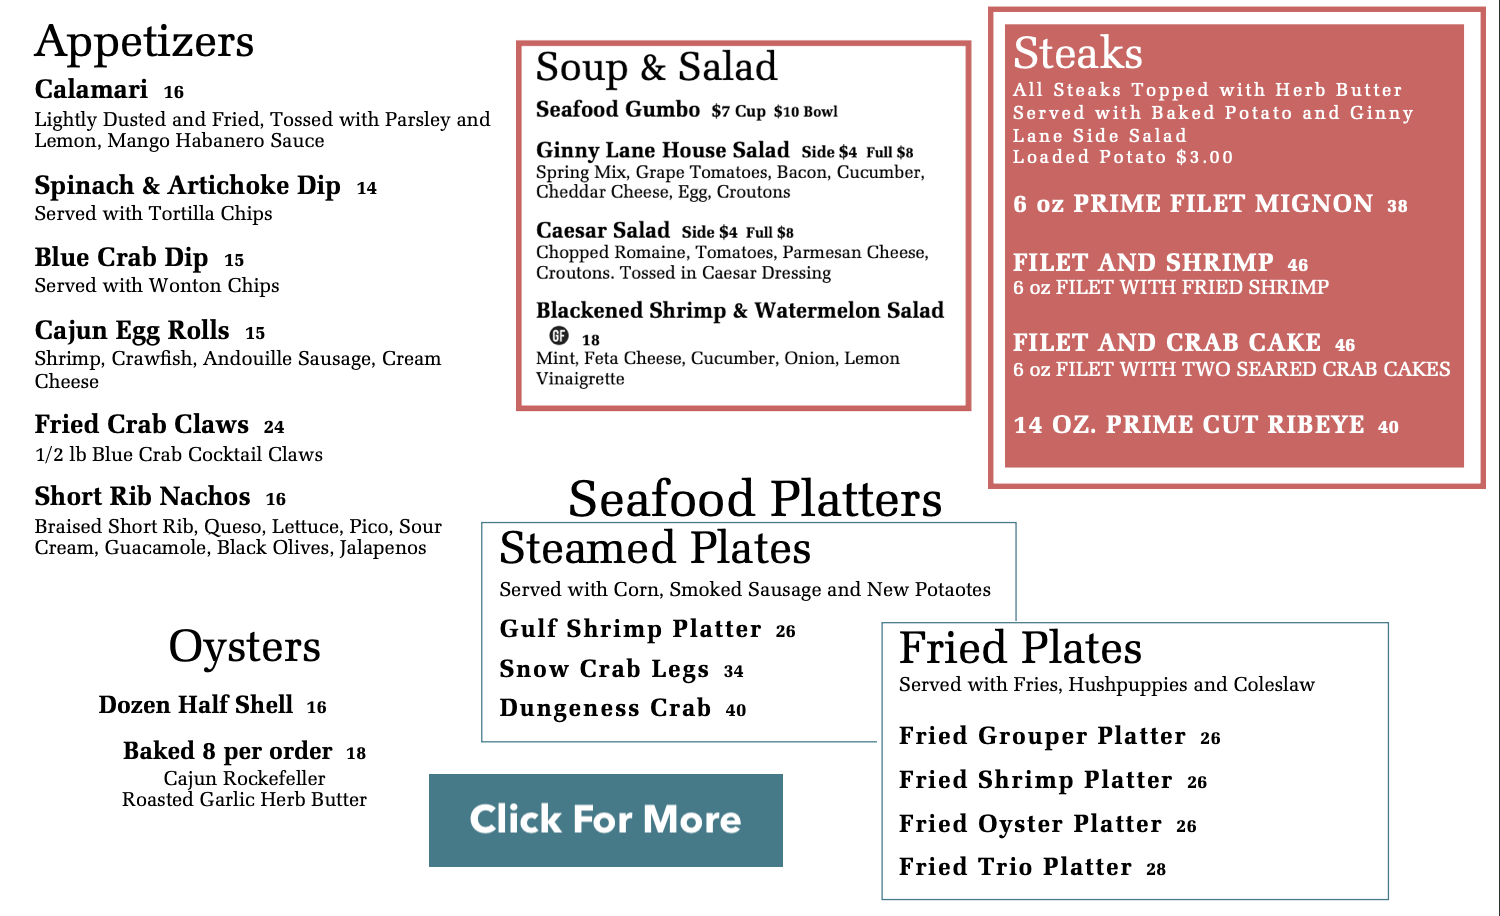 Appetizers
Calamari 16
Lightly Dusted and Fried, Tossed with Parsley and
Lemon, Mango Habanero Sauce
Spinach & Artichoke Dip 14
Served with Tortilla Chips
Blue Crab Dip 15
Served with Wonton Chips
Cajun Egg Rolls 15
Shrimp, Crawfish, Andouille Sausage, Cream
Cheese
Fried Crab Claws 24
1/2 lb Blue Crab Cocktail Claws
Short Rib Nachos 16
Braised Short Rib, Queso, Lettuce, Pico, Sour
Cream, Guacamole, Black Olives, Jalapenos
Oysters
Dozen Half Shell 16
Baked 8 per order 18
Cajun Rockefeller
Roasted Garlic Herb Butter
Soup & Salad
Seafood Gumbo $7 Cup $10 Bowl
Ginny Lane House Salad Side $4 Full $8
Spring Mix, Grape Tomatoes, Bacon, Cucumber,
Cheddar Cheese, Egg, Croutons
Caesar Salad Side $4 Full $8
Chopped Romaine, Tomatoes, Parmesan Cheese,
Croutons. Tossed in Caesar Dressing
Blackened Shrimp & Watermelon Salad
GF 18
Mint, Feta Cheese, Cucumber, Onion, Lemon
Vinaigrette
Steaks
All Steaks Topped with Herb Butter
Served with Baked Potato and Ginny
Lane Side Salad
Loaded Potato $3.00
6 oz PRIME FILET MIGNON 38
FILET AND SHRIMP 46
6 oz FILET WITH FRIED SHRIMP
FILET AND CRAB CAKE 46
6 oz FILET WITH TWO SEARED CRAB CAKES
14 OZ. PRIME CUT RIBEYE 40
Seafood Platters
Steamed Plates
Served with Corn, Smoked Sausage and New Potaotes
Gulf Shrimp Platter 26
Snow Crab Legs 34
Dungeness Crab 40
Fried Plates
Served with Fries, Hushpuppies and Coleslaw
Fried Grouper Platter 26
Fried Shrimp Platter 26
Fried Oyster Platter 26
Fried Trio Platter 28
Click For More